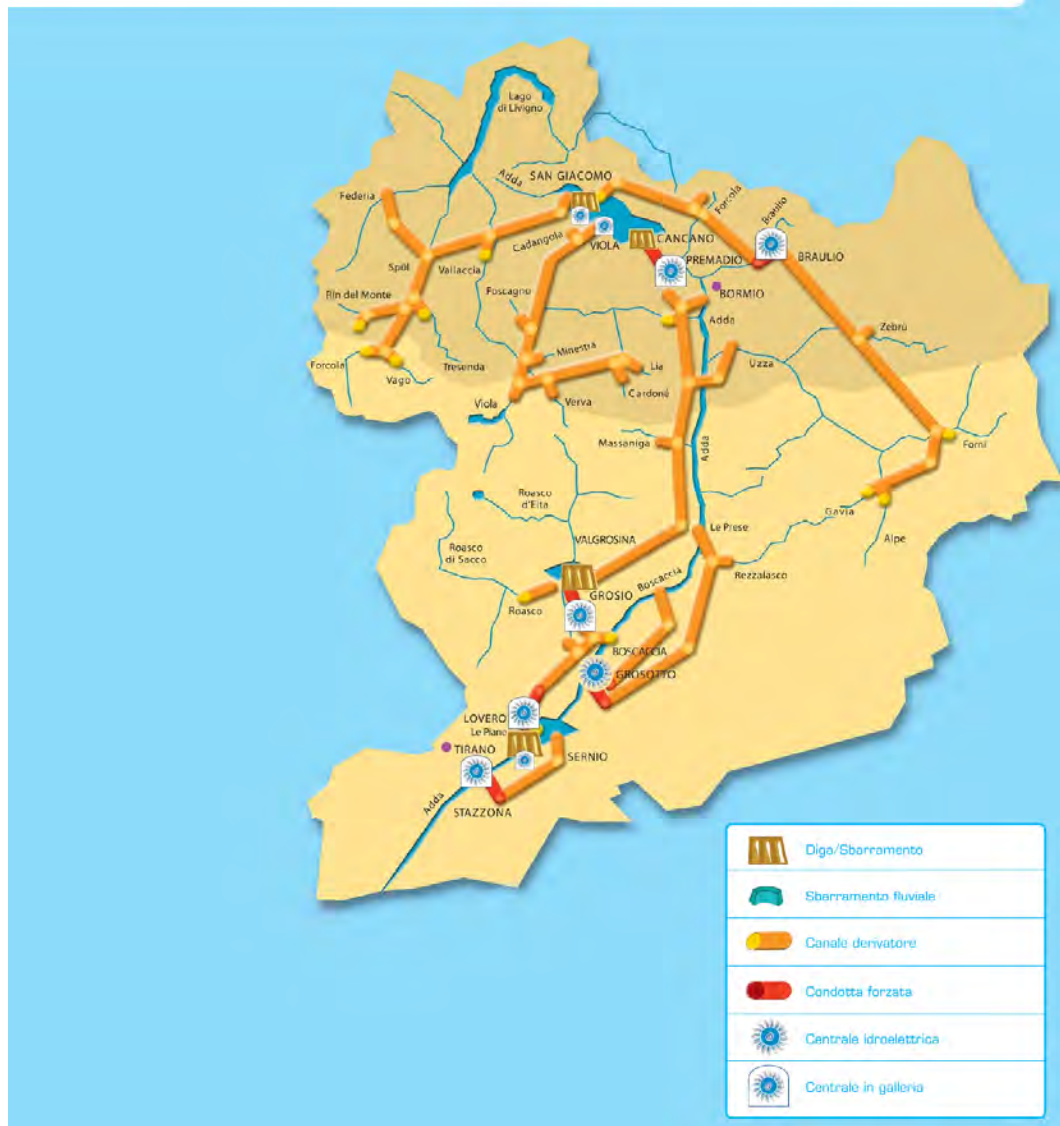 Lago
di Livigno
Adda
SAN GIACOMO
Federia
Forcola
Braulio
Cadangola
VIOLA
CANCANO
PREMADIO
BRAULIO
Spöl
Vallaccia
BORMIO
Rin del Monte
Foscagno
Adda
Zebrù
Minestra
Forcola
Tresenda
Lia
Uzza
Vago
Cardonè
Viola
Verva
Massaniga
Adda
Forni
Roasco
d'Eita
Gavia
Le Prese
Alpe
VALGROSINA
Roasco
di Sacco
Rezzalasco
Boscaccia
GROSIO
Roasco
BOSCACCIA
GROSOTTO
LOVERO
Le Piane
TIRANO
SERNIO
Adda
STAZZONA
Diga/Sbarramento
Sbarramento fluviale
Canale derivatore
Condotta forzata
Centrale idroelettrica
Centrale in galleria